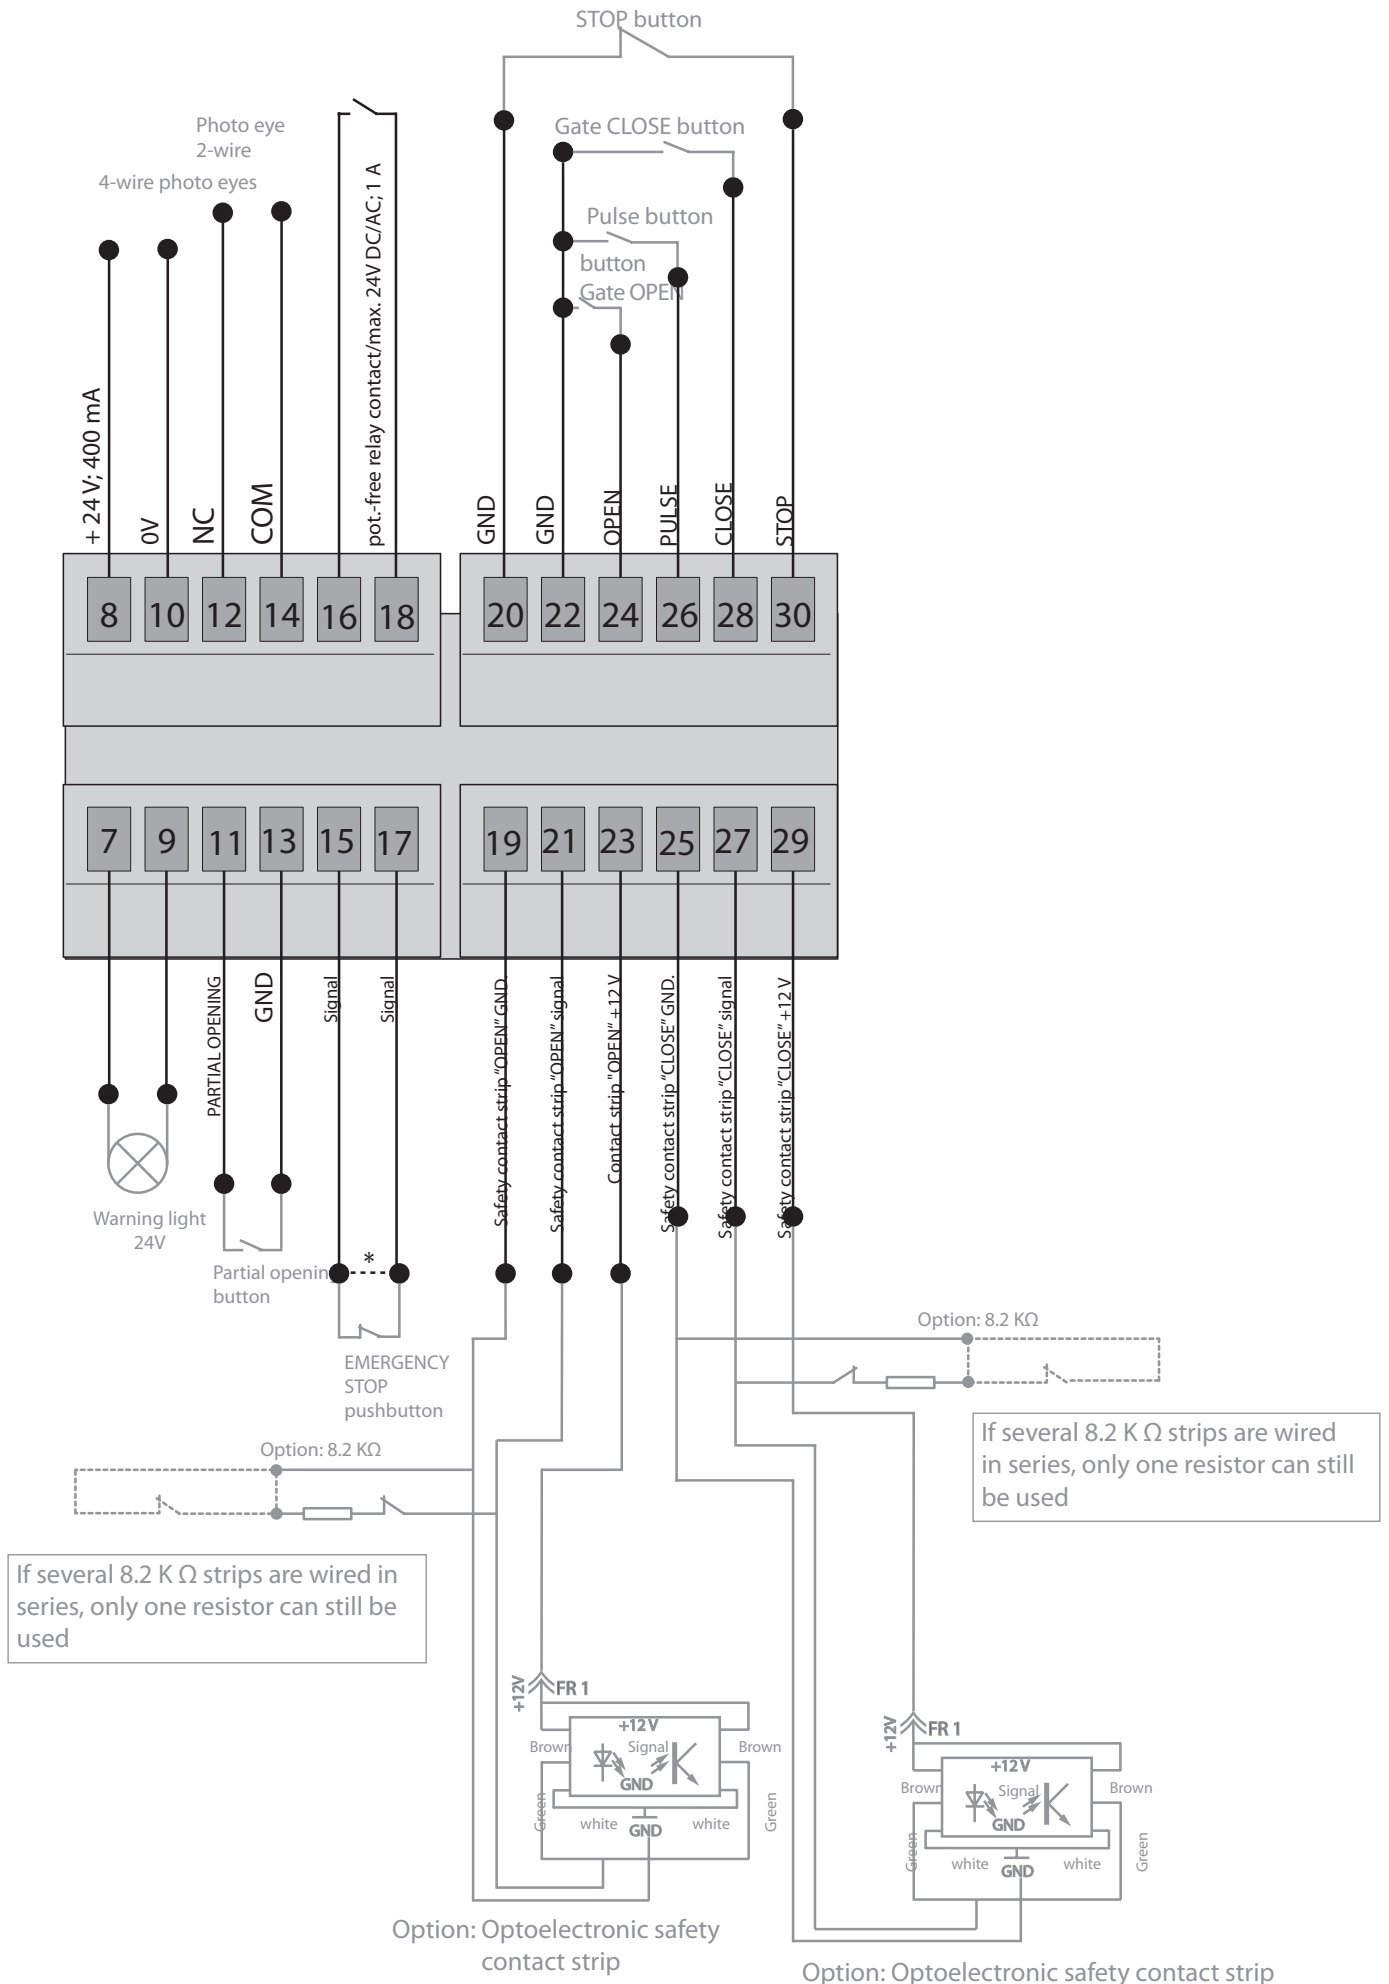 STOP button
Photo eye
2-wire
4-wire photo eyes
Gate CLOSE button
Pulse button
button
Gate OPEN
+ 24 V; 400 mA
0V
NC
COM
pot.-free relay contact/max. 24V DC/AC; 1 A
GND
GND
OPEN
PULSE
CLOSE
STOP
8 10 12 14 16 18 20 22 24 26 28 30
7 9 11 13 15 17 19 21 23 25 27 29
PARTIAL OPENING
GND
Signal
Signal
Safety contact strip "OPEN" GND.
Safety contact strip "OPEN" signal
Contact strip "OPEN" +12 V
Safety contact strip "CLOSE" GND.
Safety contact strip "CLOSE" signal
Safety contact strip "CLOSE" +12 V
Warning light
24V
Partial opening
button
*
EMERGENCY
STOP
pushbutton
Option: 8.2 KΩ
If several 8.2 K Ω strips are wired
in series, only one resistor can still
be used
Option: 8.2 KΩ
If several 8.2 K Ω strips are wired in
series, only one resistor can still be
used
+12V
FR 1
+12 V
Brown
Signal
Brown
GND
Green
white
GND
white
Green
Option: Optoelectronic safety
contact strip
+12V
FR 1
+12 V
Brown
Signal
Brown
GND
Green
white
GND
white
Green
Option: Optoelectronic safety contact strip